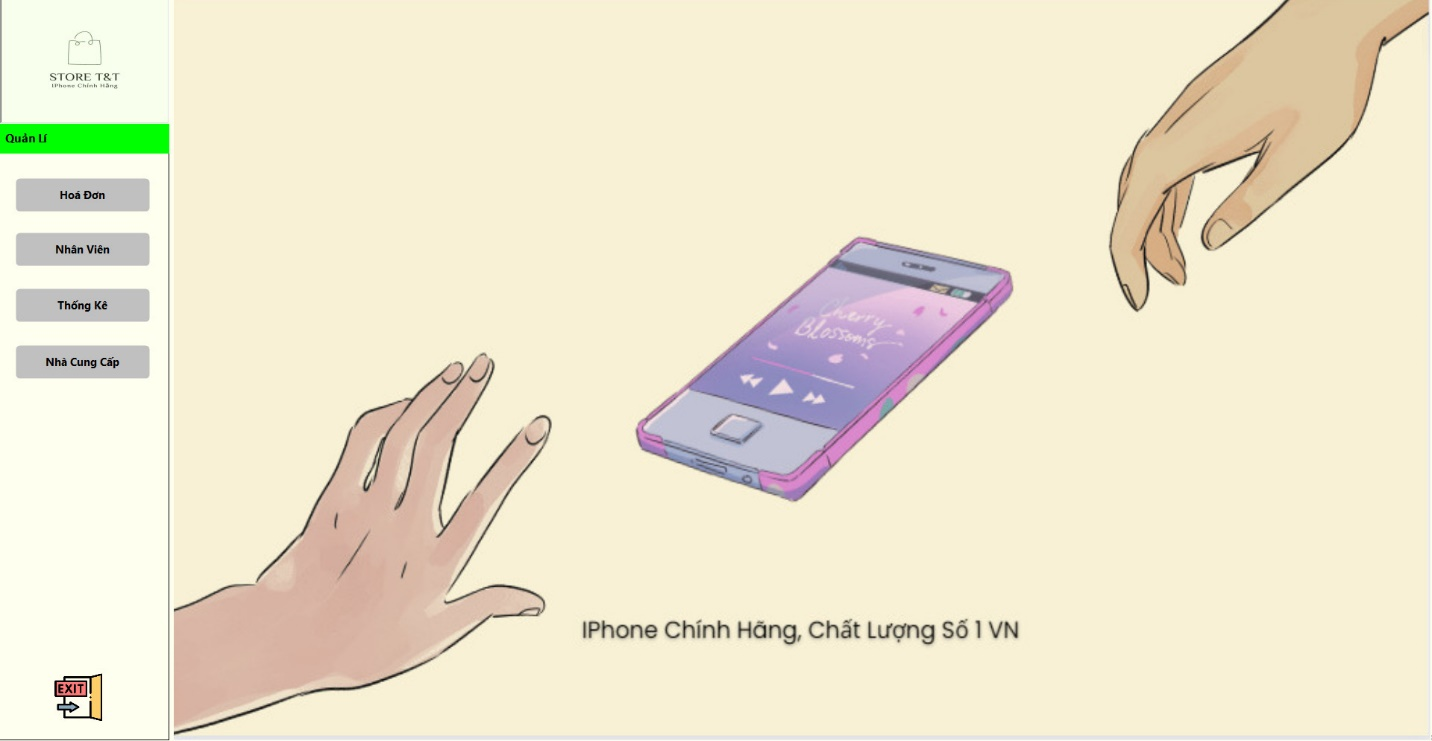 STORE T&T
IPhone Chính Hãng
Quản Lí
Hoá Đơn
Nhân Viên
Thống Kê
Nhà Cung Cấp
EXIT
Cherry
Blossoms
IPhone Chính Hãng, Chất Lượng Số 1 VN